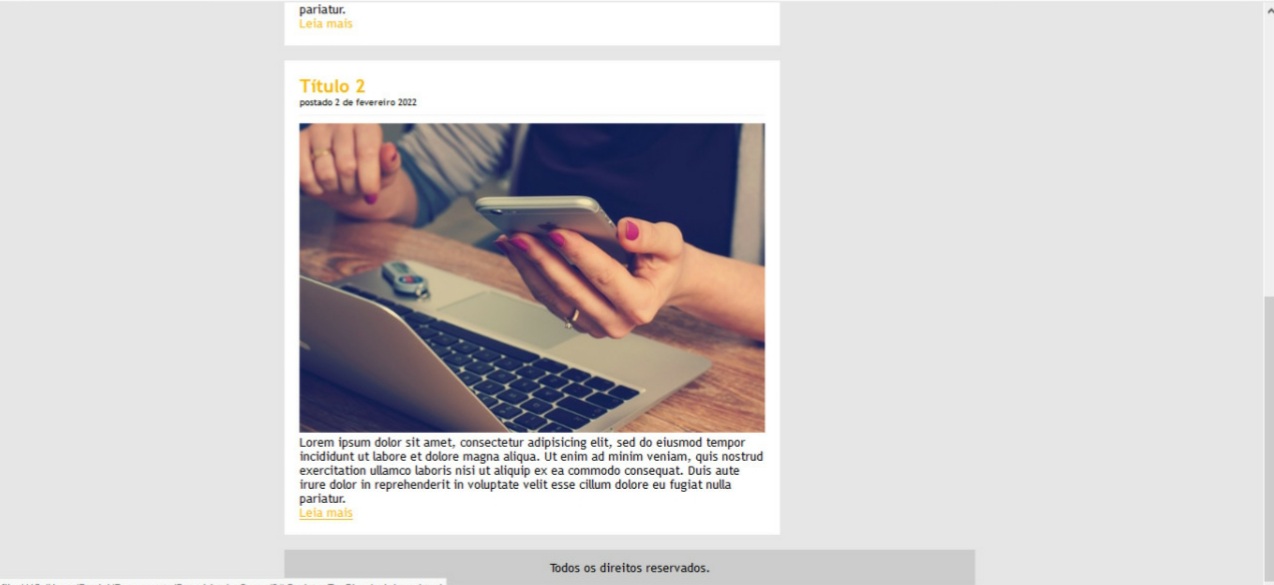 pariatur.
Leia mais
Título 2
postado 2 de fevereiro 2022
Lorem ipsum dolor sit amet, consectetur adipisicing elit, sed do eiusmod tempor
incididunt ut labore et dolore magna aliqua. Ut enim ad minim veniam, quis nostrud
exercitation ullamco laboris nisi ut aliquip ex ea commodo consequat. Duis aute
irure dolor in reprehenderit in voluptate velit esse cillum dolore eu fugiat nulla
pariatur.
Leia mais
Todos os direitos reservados.